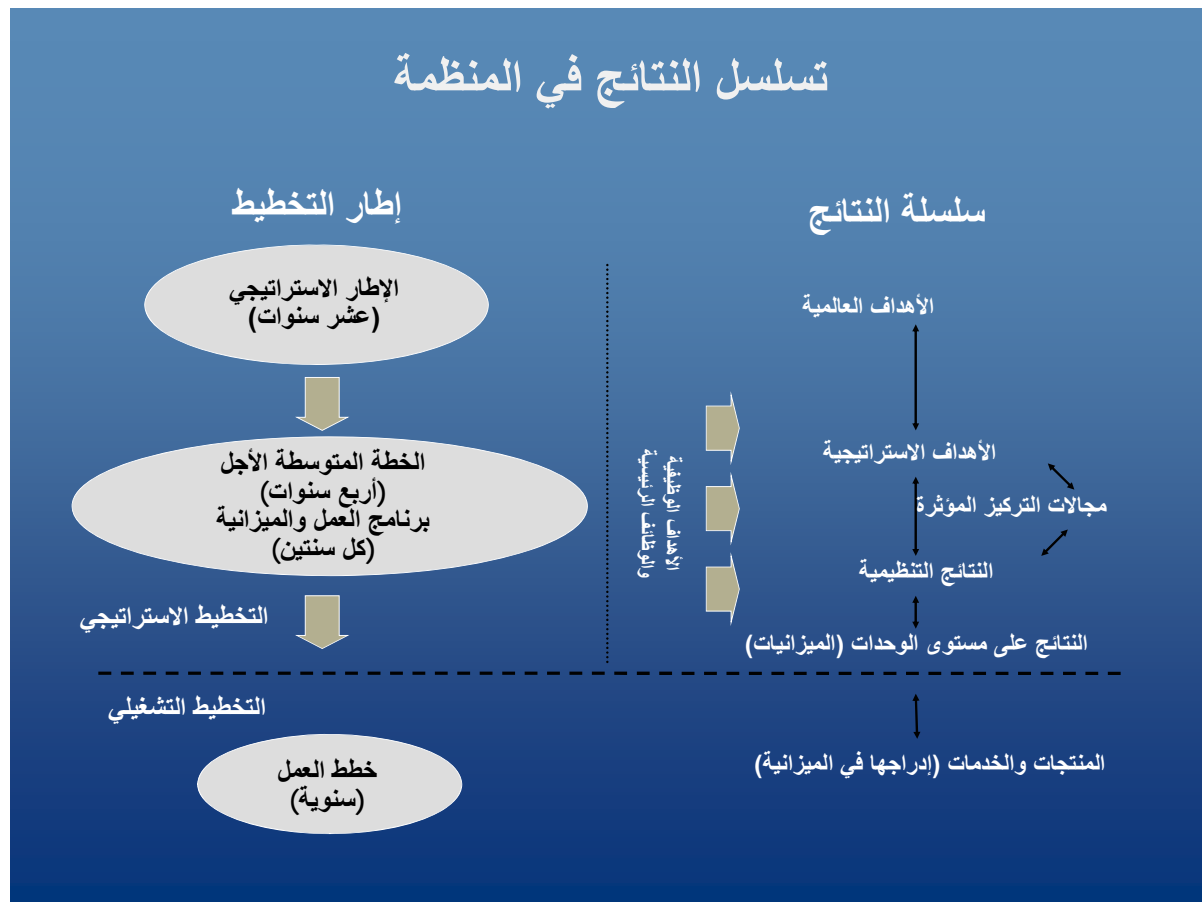 تسلسل النتائج في المنظمة
سلسلة النتائج
الأهداف العالمية
الأهداف الاستراتيجية
مجالات التركيز المؤثرة
النتائج التنظيمية
النتائج على مستوى الوحدات (الميزانيات)
المنتجات والخدمات (إدراجها في الميزانية)
الأهداف الوظيفية
والوظائف الرئيسية
إطار التخطيط
الإطار الاستراتيجي
(عشر سنوات)
الخطة المتوسطة الأجل
(أربع سنوات)
برنامج العمل والميزانية
(كل سنتين)
التخطيط الاستراتيجي
التخطيط التشغيلي
خطط العمل
(سنوية)